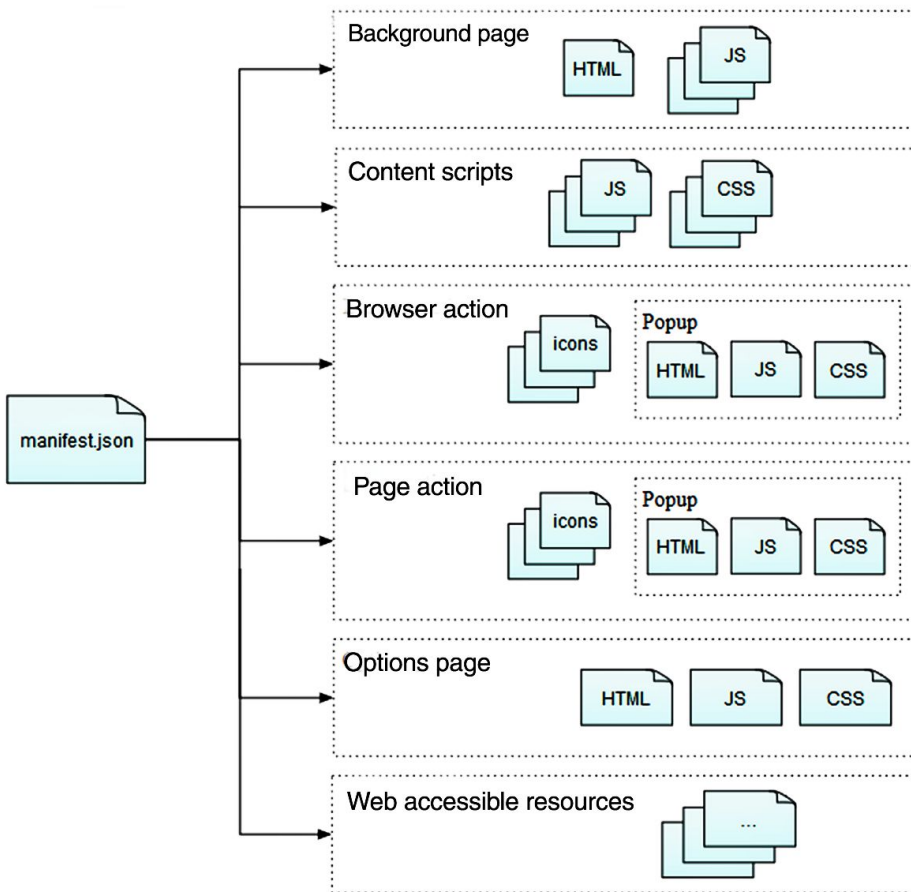 Background page
HTML
JS
Content scripts
JS
CSS
Browser action
icons
Popup
HTML
JS
CSS
manifest.json
Page action
icons
Popup
HTML
JS
CSS
Options page
HTML
JS
CSS
Web accessible resources
...